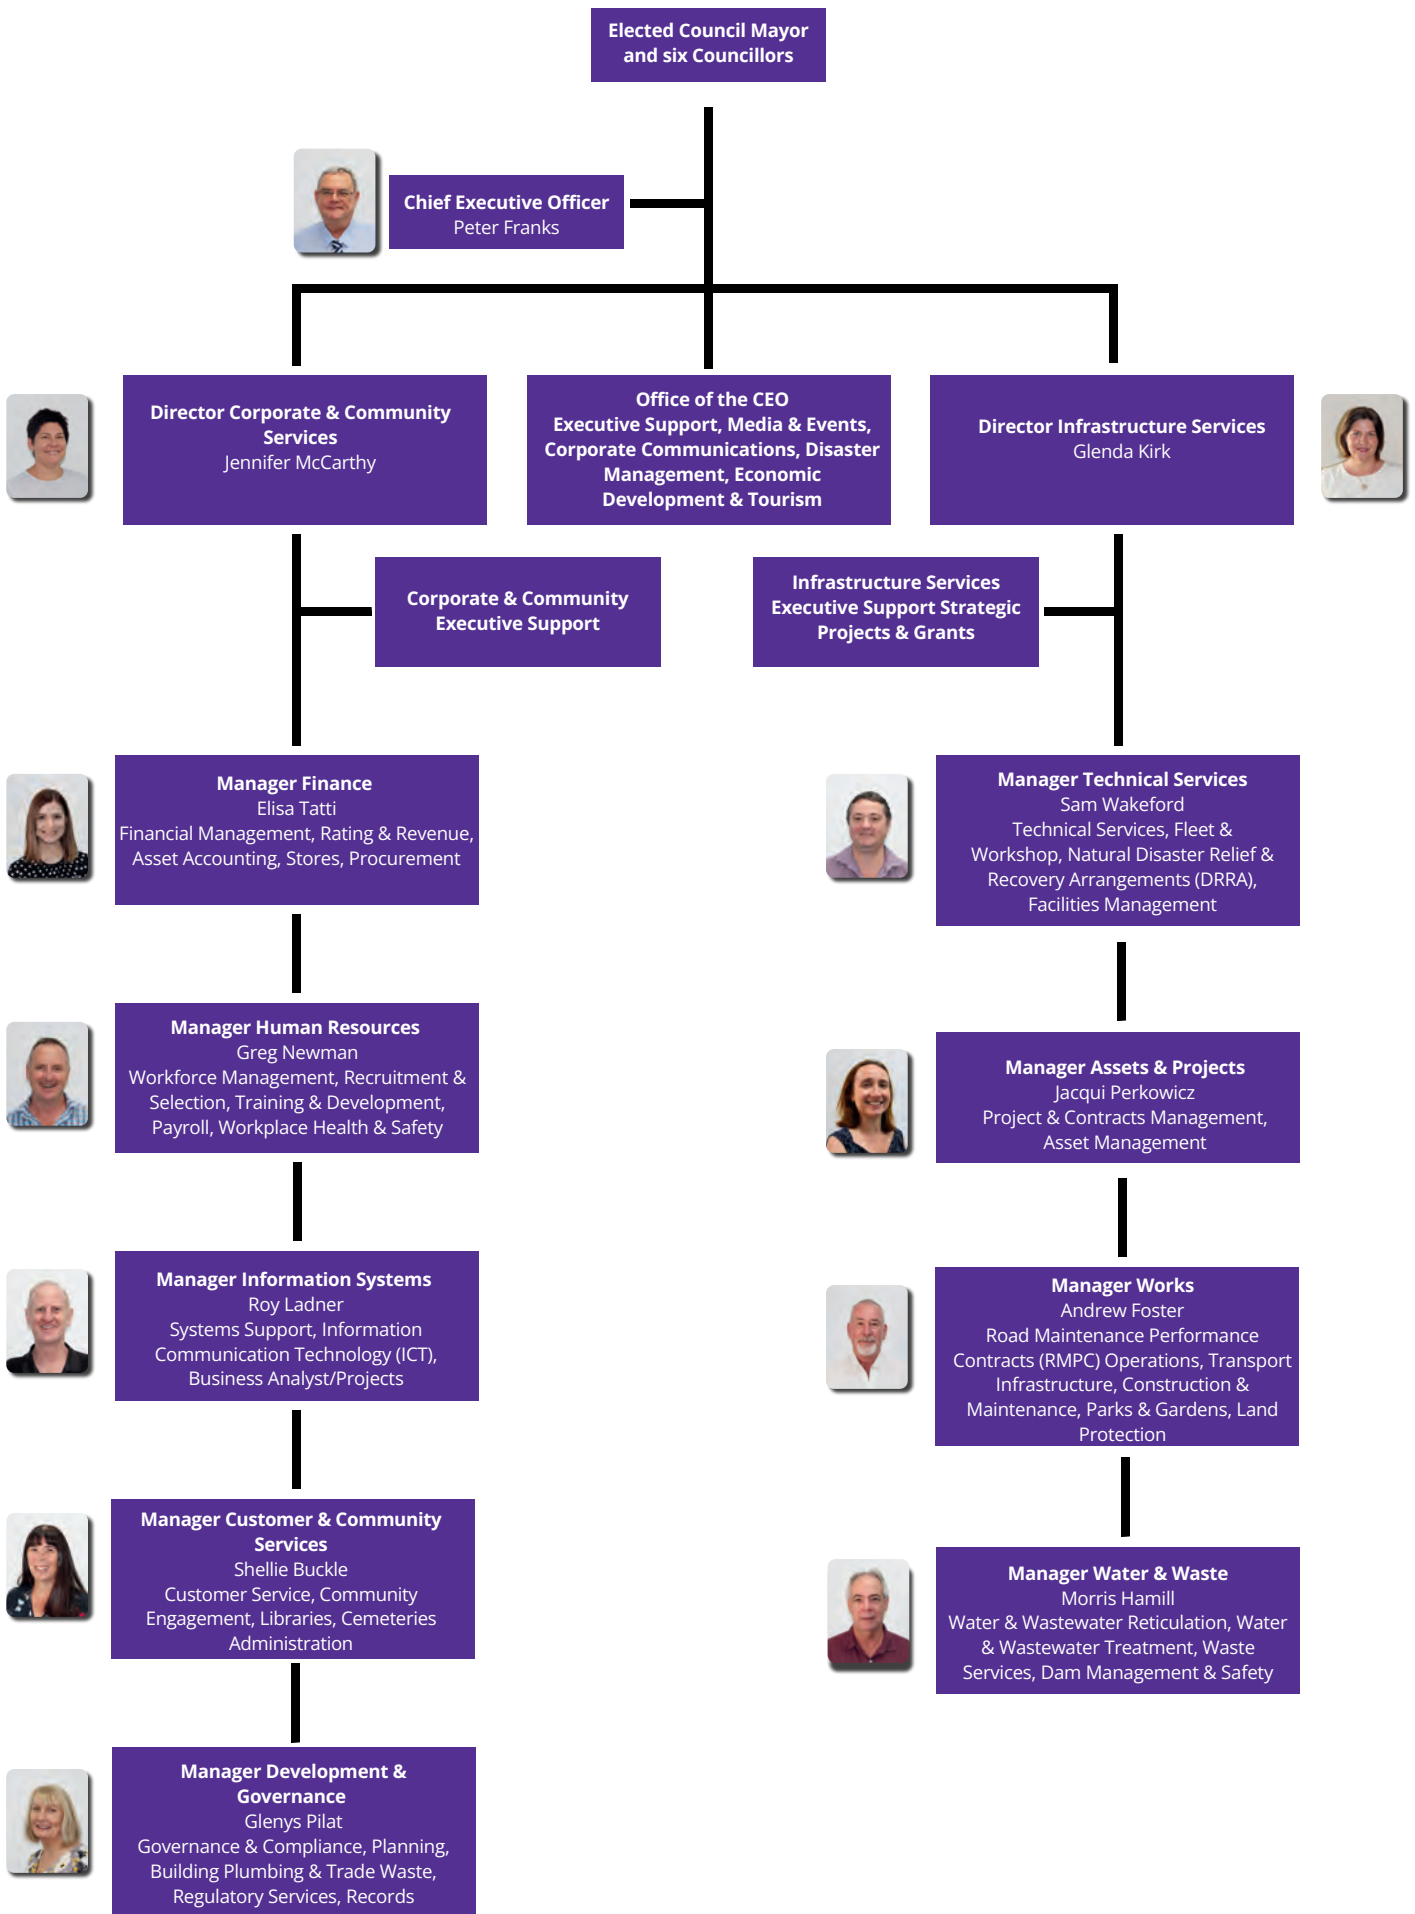 Elected Council Mayor
and six Councillors
Chief Executive Officer
Peter Franks
Director Corporate & Community
Services
Jennifer McCarthy
Office of the CEO
Executive Support, Media & Events,
Corporate Communications, Disaster
Management, Economic
Development & Tourism
Director Infrastructure Services
Glenda Kirk
Corporate & Community
Executive Support
Infrastructure Services
Executive Support Strategic
Projects & Grants
Manager Finance
Elisa Tatti
Financial Management, Rating & Revenue,
Asset Accounting, Stores, Procurement
Manager Human Resources
Greg Newman
Workforce Management, Recruitment &
Selection, Training & Development,
Payroll, Workplace Health & Safety
Manager Information Systems
Roy Ladner
Systems Support, Information
Communication Technology (ICT),
Business Analyst/Projects
Manager Customer & Community
Services
Shellie Buckle
Customer Service, Community
Engagement, Libraries, Cemeteries
Administration
Manager Development &
Governance
Glenys Pilat
Governance & Compliance, Planning,
Building Plumbing & Trade Waste,
Regulatory Services, Records
Manager Technical Services
Sam Wakeford
Technical Services, Fleet &
Workshop, Natural Disaster Relief &
Recovery Arrangements (DRRA),
Facilities Management
Manager Assets & Projects
Jacqui Perkowicz
Project & Contracts Management,
Asset Management
Manager Works
Andrew Foster
Road Maintenance Performance
Contracts (RMPC) Operations, Transport
Infrastructure, Construction &
Maintenance, Parks & Gardens, Land
Protection
Manager Water & Waste
Morris Hamill
Water & Wastewater Reticulation, Water
& Wastewater Treatment, Waste
Services, Dam Management & Safety